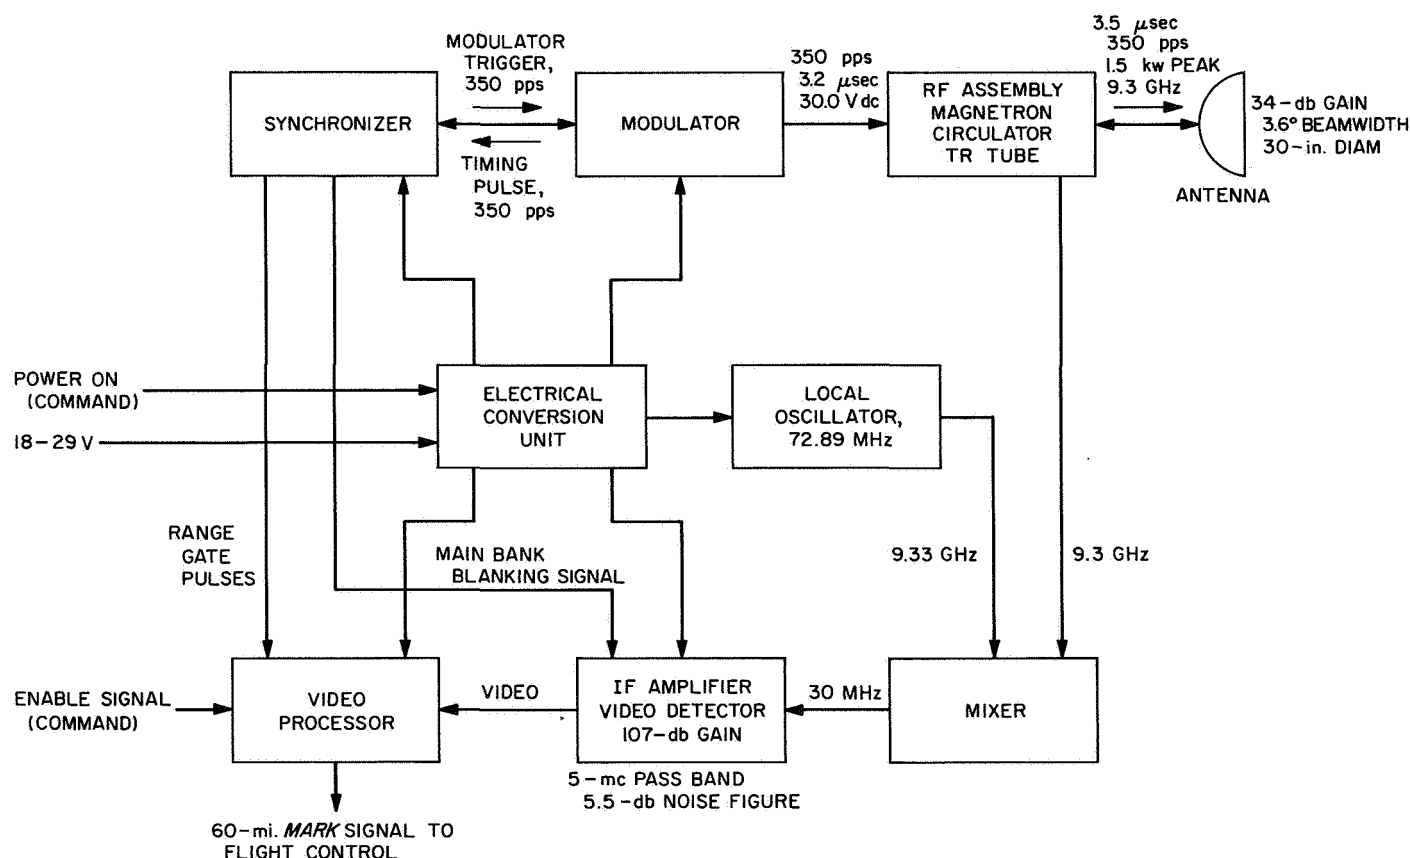 MODULATOR
TRIGGER,
350 pps
SYNCHRONIZER
TIMING
PULSE,
350 pps
MODULATOR
350 pps
3.2 μsec
30.0 V dc
RF ASSEMBLY
MAGNETRON
CIRCULATOR
TR TUBE
3.5 μsec
350 pps
1.5 kw PEAK
9.3 GHz
34-db GAIN
3.6° BEAMWIDTH
30-in. DIAM
ANTENNA
POWER ON
(COMMAND)
18-29 V
ELECTRICAL
CONVERSION
UNIT
LOCAL
OSCILLATOR,
72.89 MHz
RANGE
GATE
PULSES
MAIN BANK
BLANKING SIGNAL
9.33 GHz
9.3 GHz
ENABLE SIGNAL
(COMMAND)
VIDEO
PROCESSOR
VIDEO
IF AMPLIFIER
VIDEO DETECTOR
107-db GAIN
30 MHz
MIXER
5-mc PASS BAND
5.5-db NOISE FIGURE
60-mi. MARK SIGNAL TO
FLIGHT CONTROL